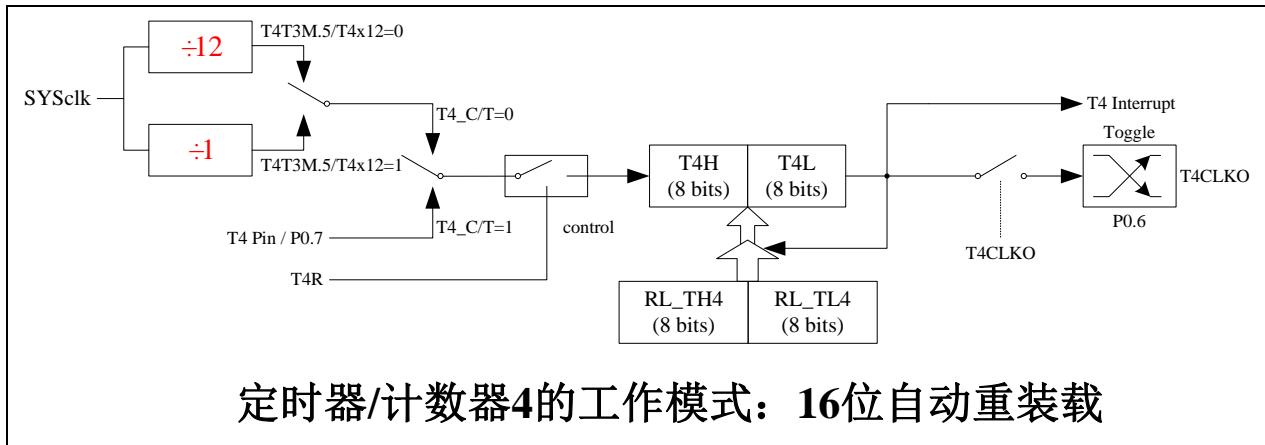 T4T3M.5/T4x12=0
÷12
SYSclk
÷1
T4T3M.5/T4x12=1
T4_C/T=0
T4_C/T=1
T4 Pin / P0.7
T4R
control
T4H
(8 bits)
T4L
(8 bits)
RL_TH4
(8 bits)
RL_TL4
(8 bits)
T4 Interrupt
Toggle
T4CLKO
P0.6
T4CLKO
定时器/计数器4的工作模式：16位自动重装载